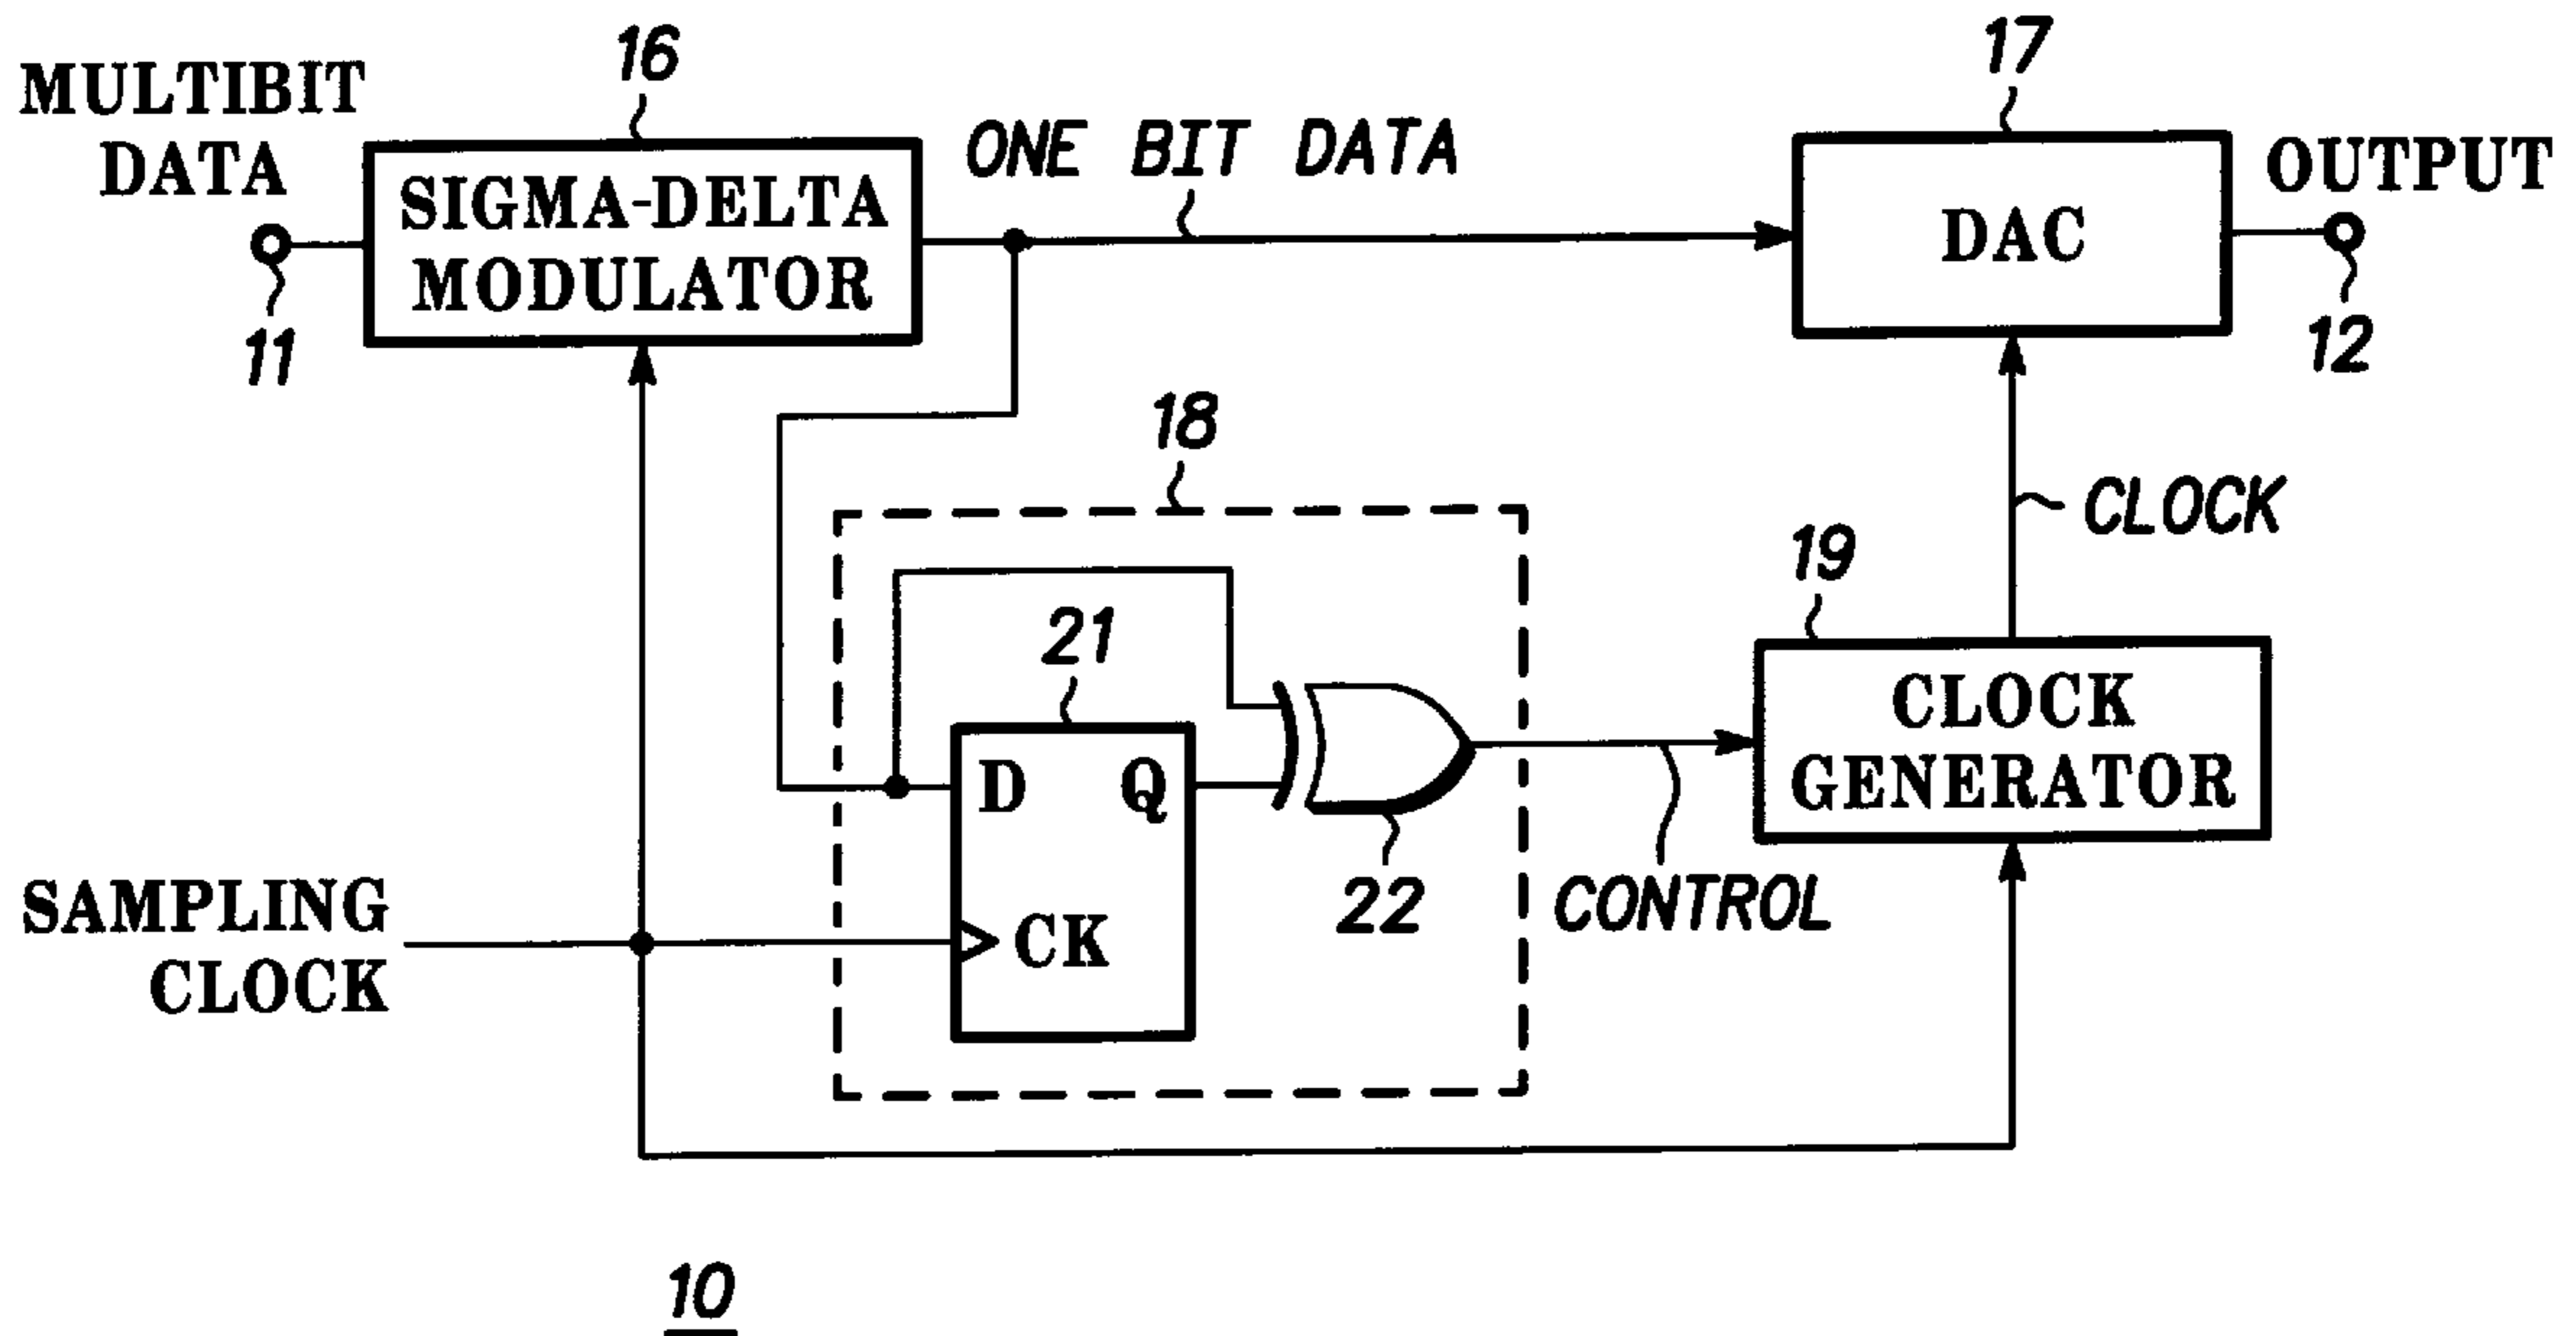 16
17
MULTIBIT
DATA
ONE BIT DATA
OUTPUT
SIGMA-DELTA
MODULATOR
DAC
11
12
18
CLOCK
19
21
CLOCK
GENERATOR
D Q
22
CONTROL
SAMPLING
CLOCK
CK
10